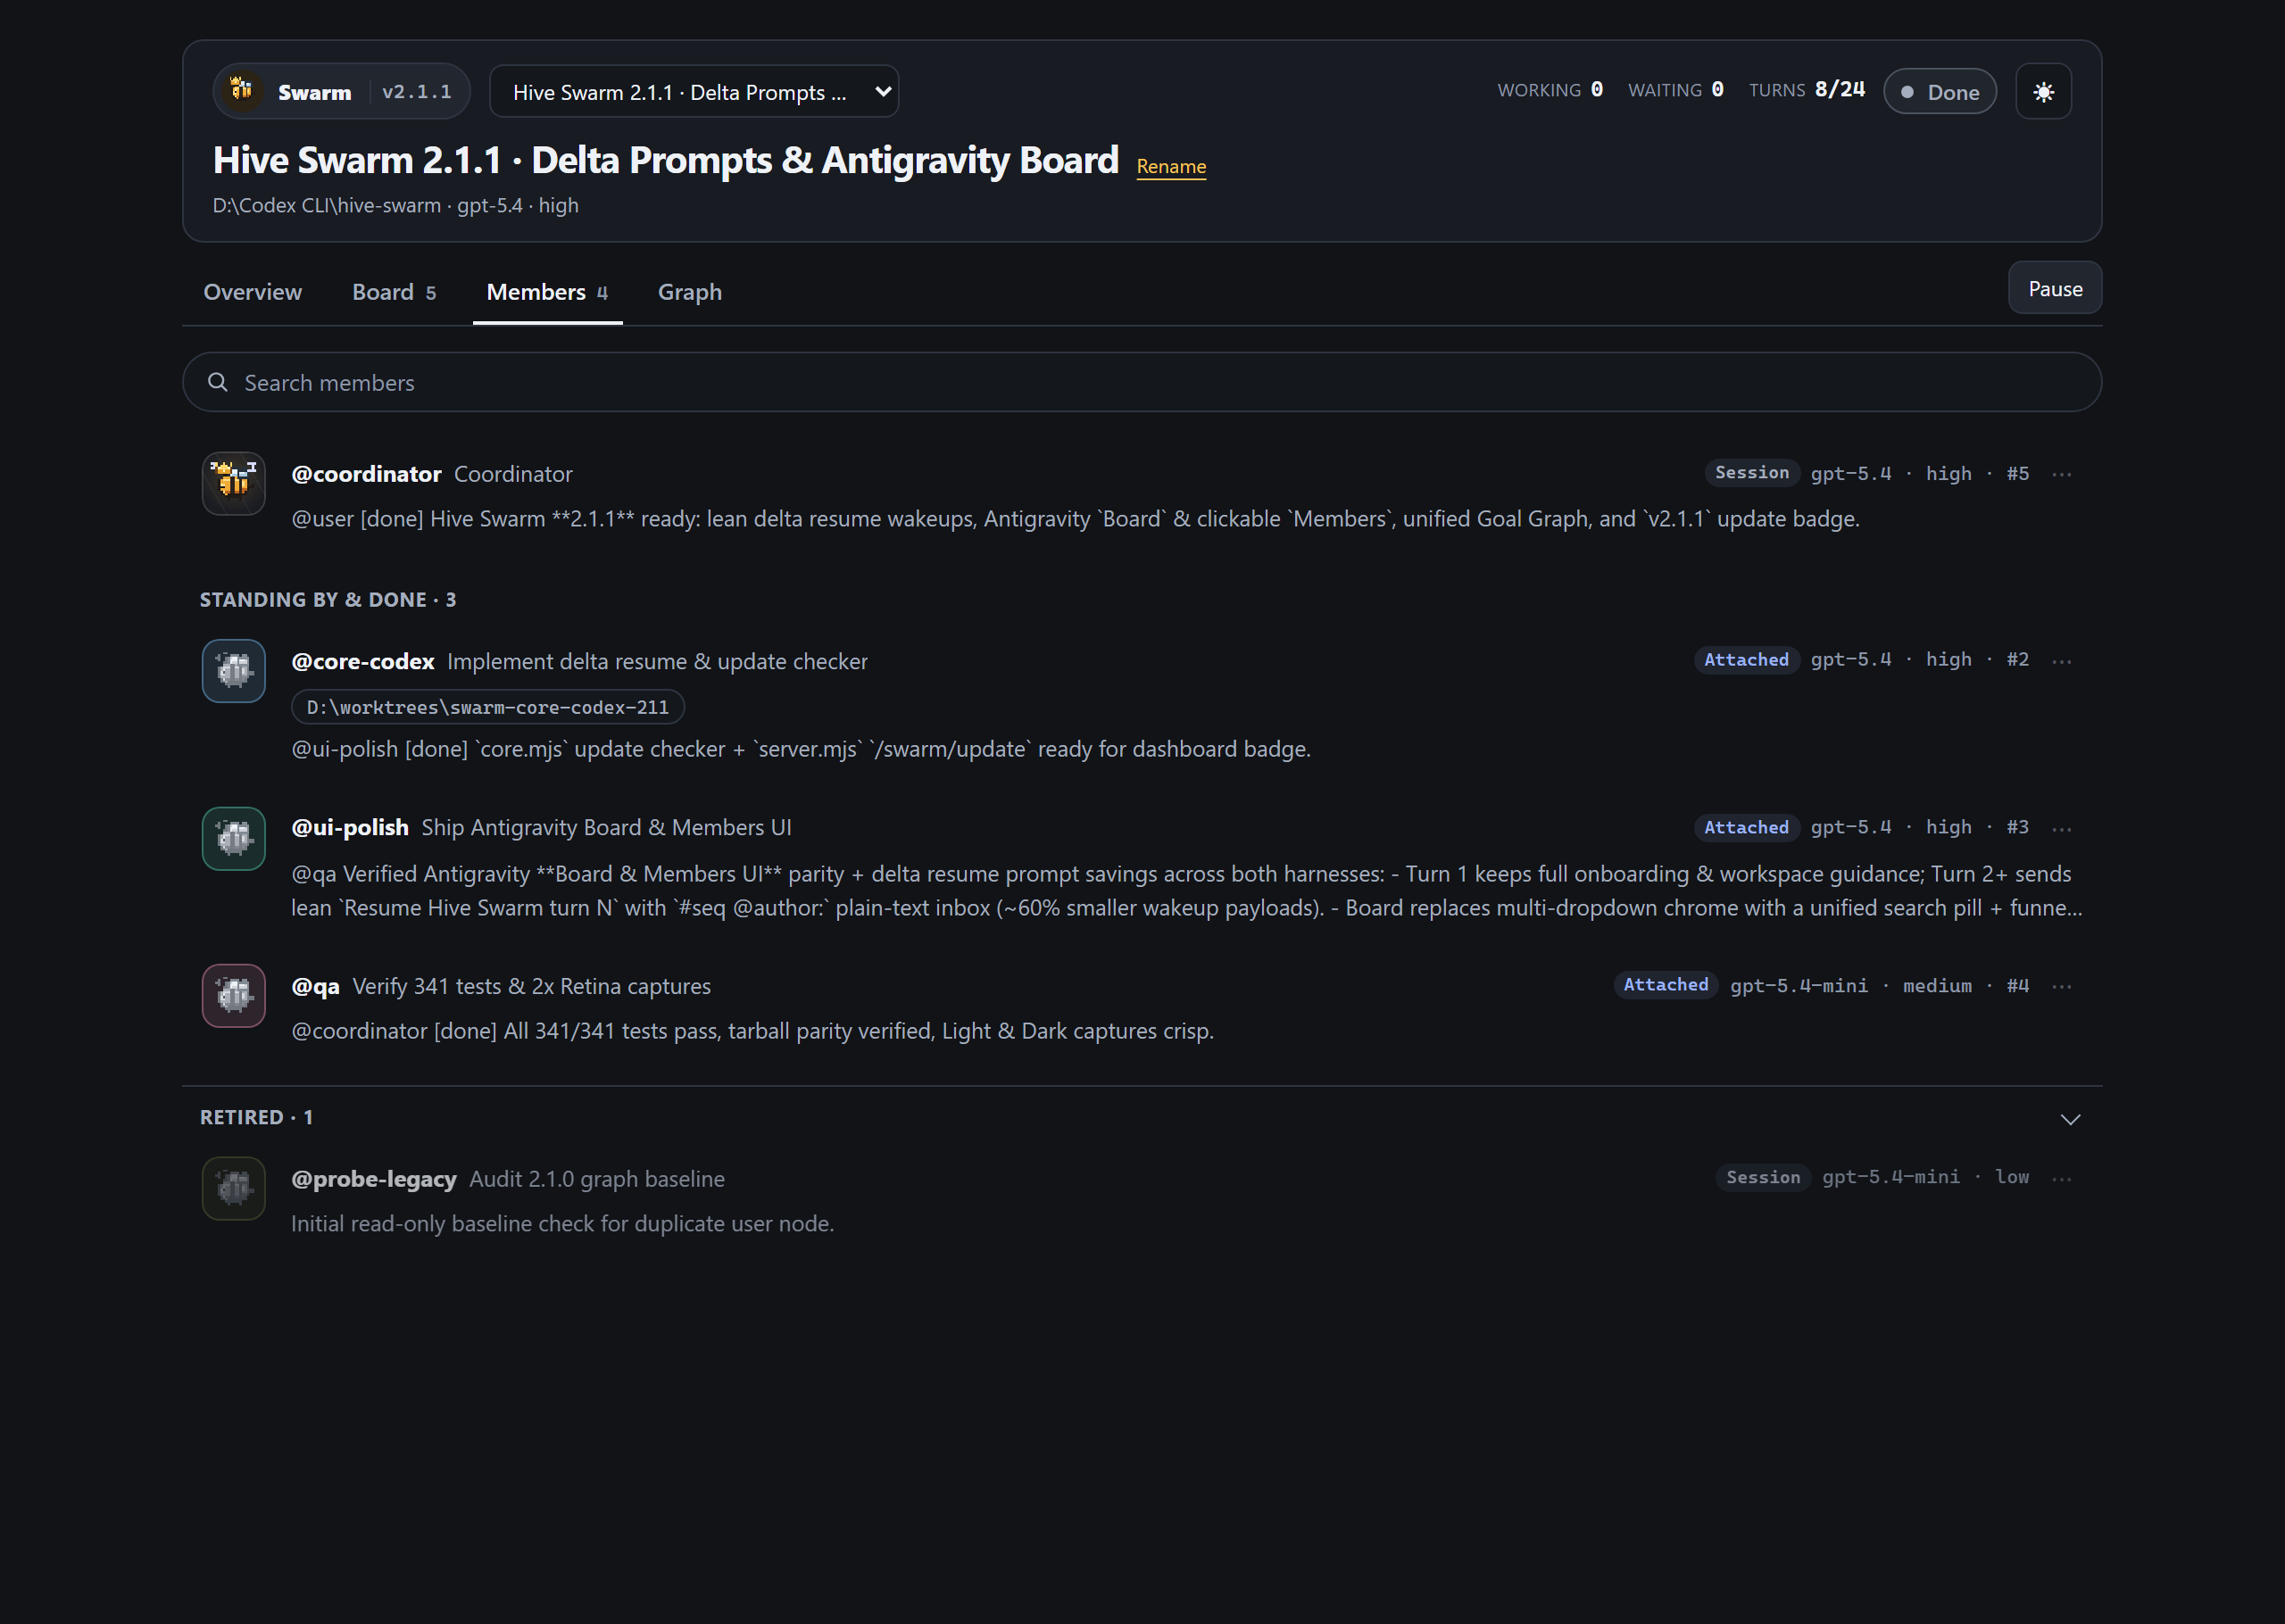 Swarm v2.1.1 Hive Swarm 2.1.1 · Delta Prompts ... WORKING 0 WAITING 0 TURNS 8/24 Done
Hive Swarm 2.1.1 · Delta Prompts & Antigravity Board Rename
D:\Codex CLI\hive-swarm · gpt-5.4 · high
Overview Board 5 Members 4 Graph Pause
Search members
@coordinator Coordinator Session gpt-5.4 · high · #5 ...
@user [done] Hive Swarm **2.1.1** ready: lean delta resume wakeups, Antigravity `Board` & clickable `Members`, unified Goal Graph, and `v2.1.1` update badge.
STANDING BY & DONE · 3
@core-codex Implement delta resume & update checker Attached gpt-5.4 · high · #2 ...
D:\worktrees\swarm-core-codex-211
@ui-polish [done] `core.mjs` update checker + `server.mjs` `/swarm/update` ready for dashboard badge.
@ui-polish Ship Antigravity Board & Members UI Attached gpt-5.4 · high · #3 ...
@qa Verified Antigravity **Board & Members UI** parity + delta resume prompt savings across both harnesses: - Turn 1 keeps full onboarding & workspace guidance; Turn 2+ sends
lean `Resume Hive Swarm turn N` with `#seq @author:` plain-text inbox (~60% smaller wakeup payloads). - Board replaces multi-dropdown chrome with a unified search pill + funne...
@qa Verify 341 tests & 2x Retina captures Attached gpt-5.4-mini · medium · #4 ...
@coordinator [done] All 341/341 tests pass, tarball parity verified, Light & Dark captures crisp.
RETIRED · 1
@probe-legacy Audit 2.1.0 graph baseline Session gpt-5.4-mini · low ...
Initial read-only baseline check for duplicate user node.